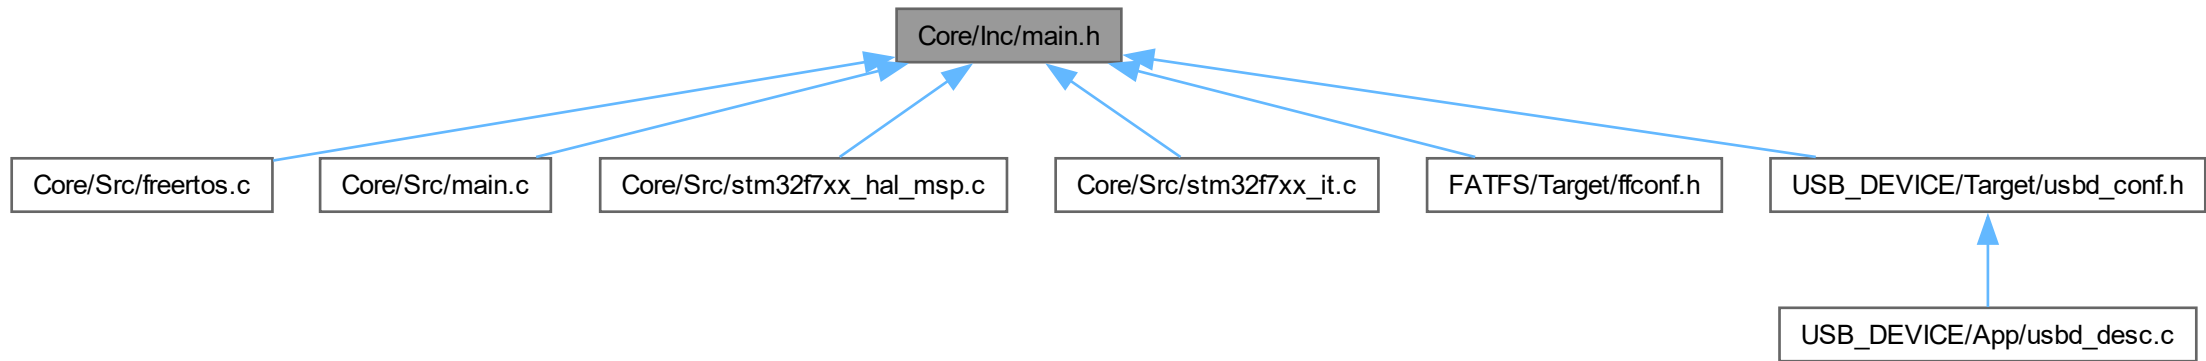 Core/Inc/main.h
Core/Src/freertos.c
Core/Src/main.c
Core/Src/stm32f7xx_hal_msp.c
Core/Src/stm32f7xx_it.c
FATFS/Target/ffconf.h
USB_DEVICE/Target/usbd_conf.h
USB_DEVICE/App/usbd_desc.c